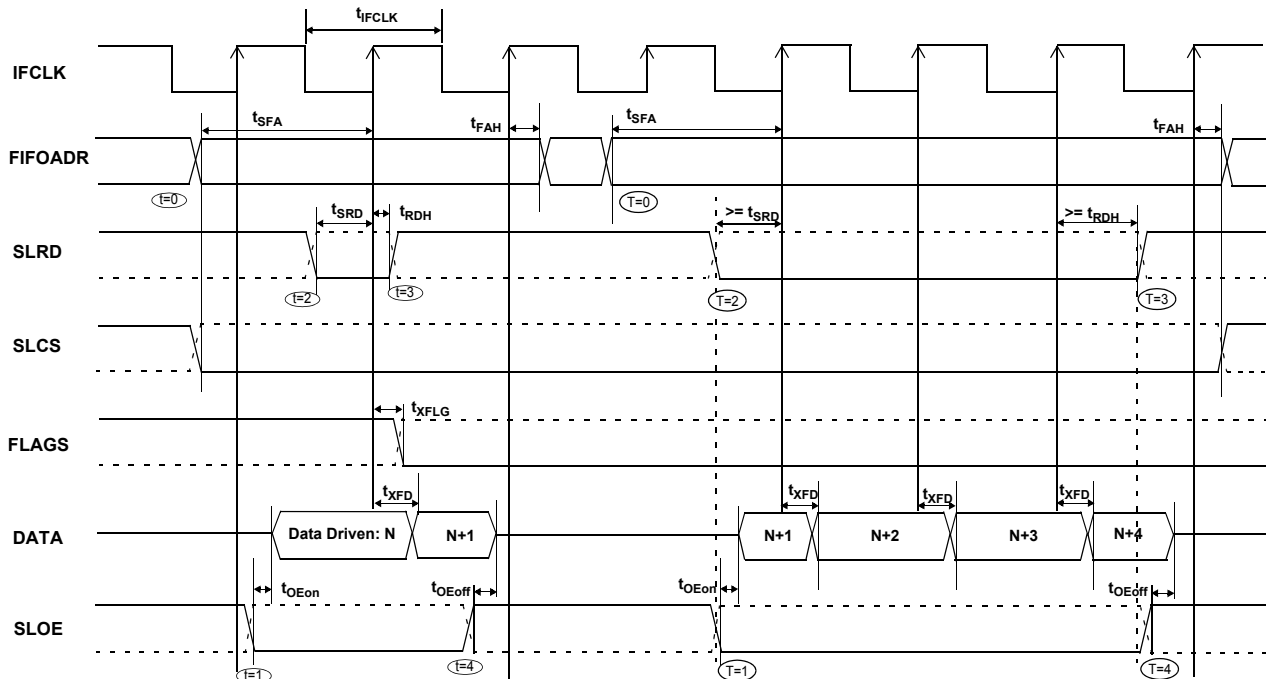 tIFCLK
IFCLK
tSFA
tFAH
tSFA
tFAH
FIFOADR
t=0
T=0
tSRD
tRDH
>= tSRD
>= tRDH
SLRD
t=2
t=3
T=2
T=3
SLCS
tXFLG
FLAGS
tXFD
tXFD
tXFD
tXFD
DATA
Data Driven: N
N+1
N+1
N+2
N+3
N+4
tOEon
tOEoff
tOEon
tOEoff
SLOE
t=1
t=4
T=1
T=4